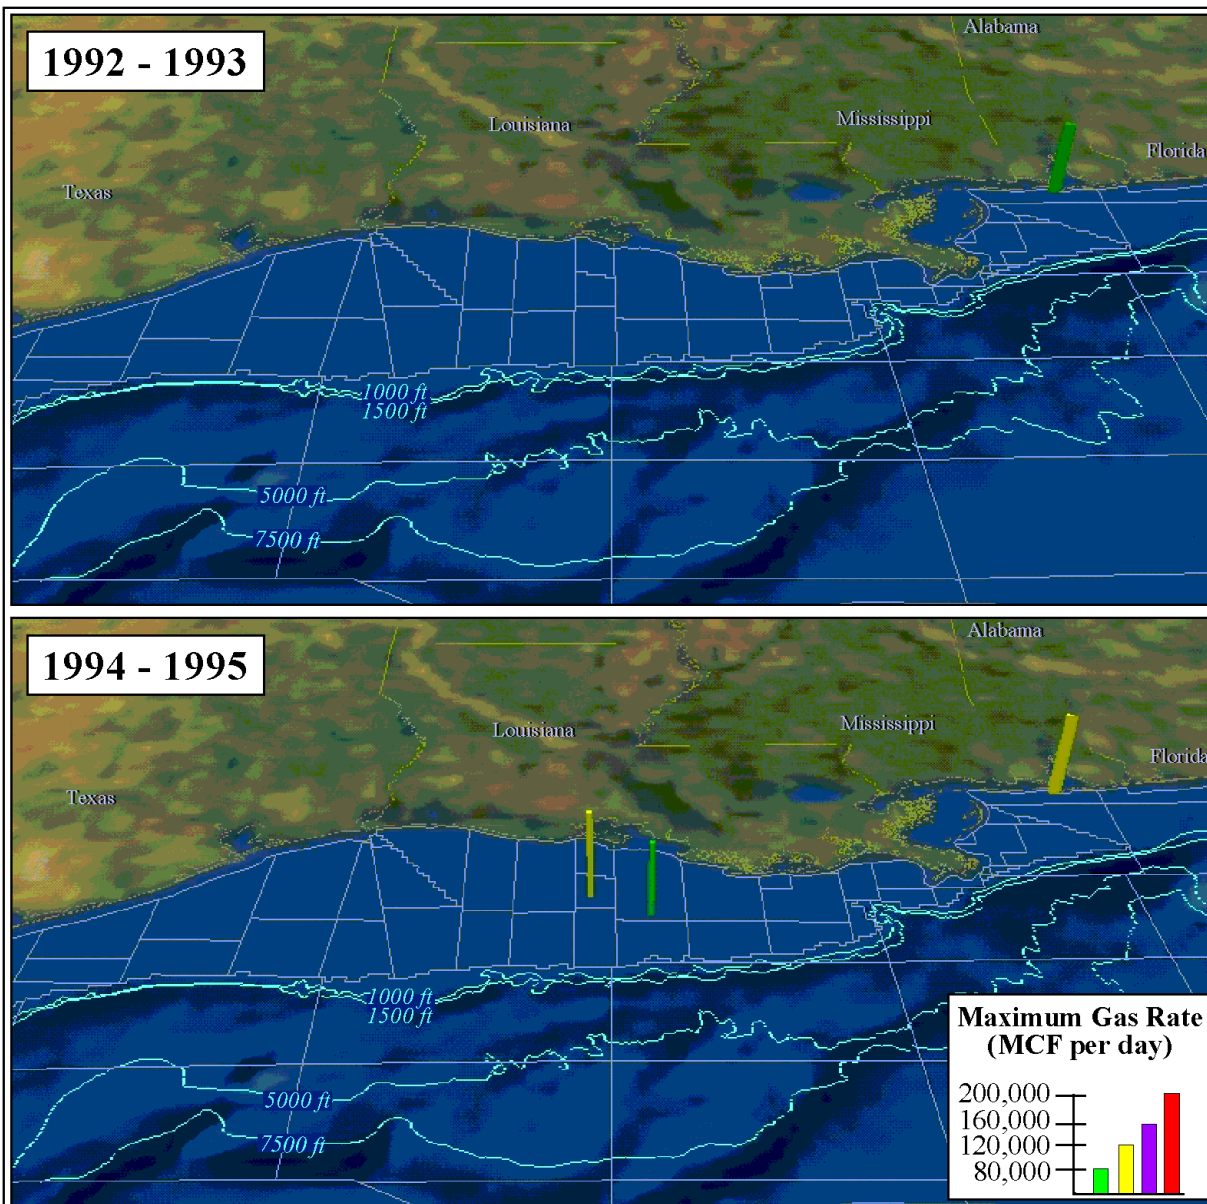 1992 - 1993
Alabama
Louisiana
Mississippi
Florida
Texas
1000 ft
1500 ft
5000 ft
7500 ft
1994 - 1995
Alabama
Louisiana
Mississippi
Florida
Texas
1000 ft
1500 ft
5000 ft
7500 ft
Maximum Gas Rate
(MCF per day)
200,000
160,000
120,000
80,000